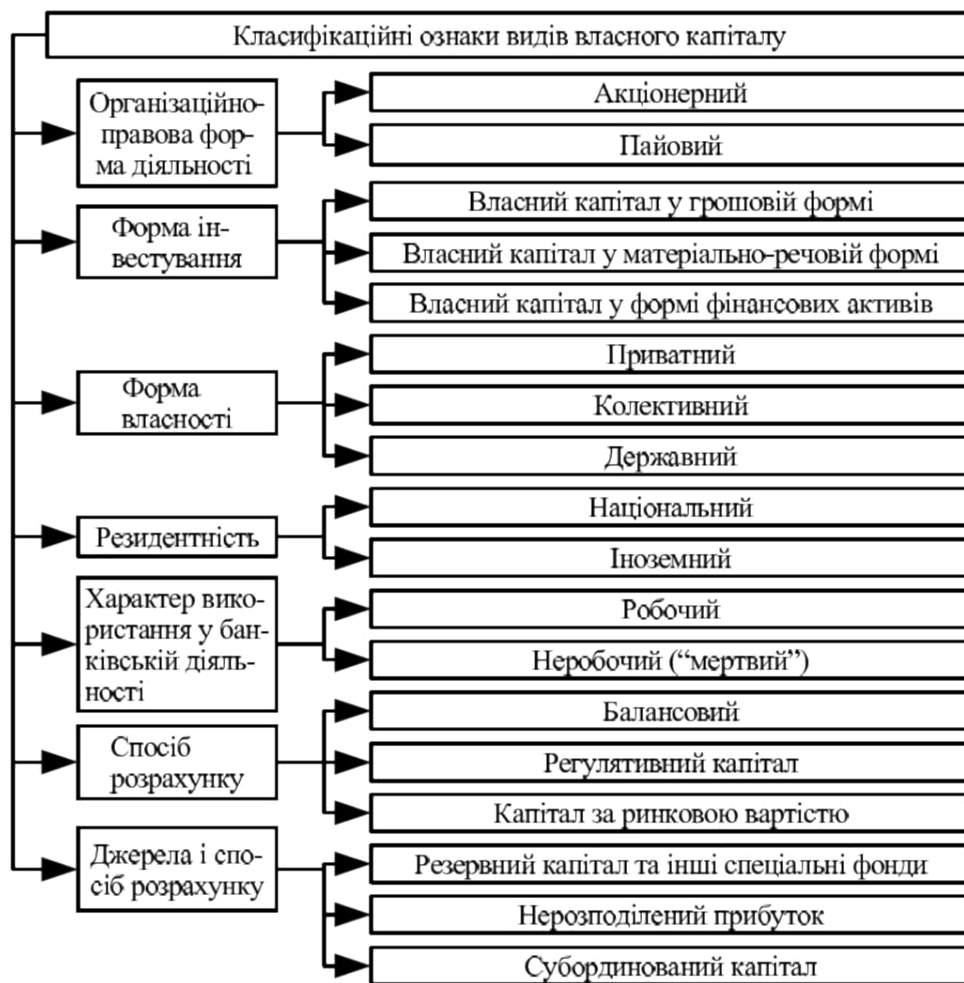 Класифікаційні ознаки видів власного капіталу
Організаційно-
правова фор-
ма діяльності
Акціонерний
Пайовий
Форма ін-
вестування
Власний капітал у грошовій формі
Власний капітал у матеріально-речовій формі
Власний капітал у формі фінансових активів
Форма
власності
Приватний
Колективний
Державний
Резидентність
Національний
Іноземний
Характер вико-
ристання у бан-
ківській діяль-
ності
Робочий
Неробочий (“мертвий”)
Спосіб
розрахунку
Балансовий
Регулятивний капітал
Капітал за ринковою вартістю
Джерела і спо-
сіб розрахунку
Резервний капітал та інші спеціальні фонди
Нерозподілений прибуток
Субординований капітал